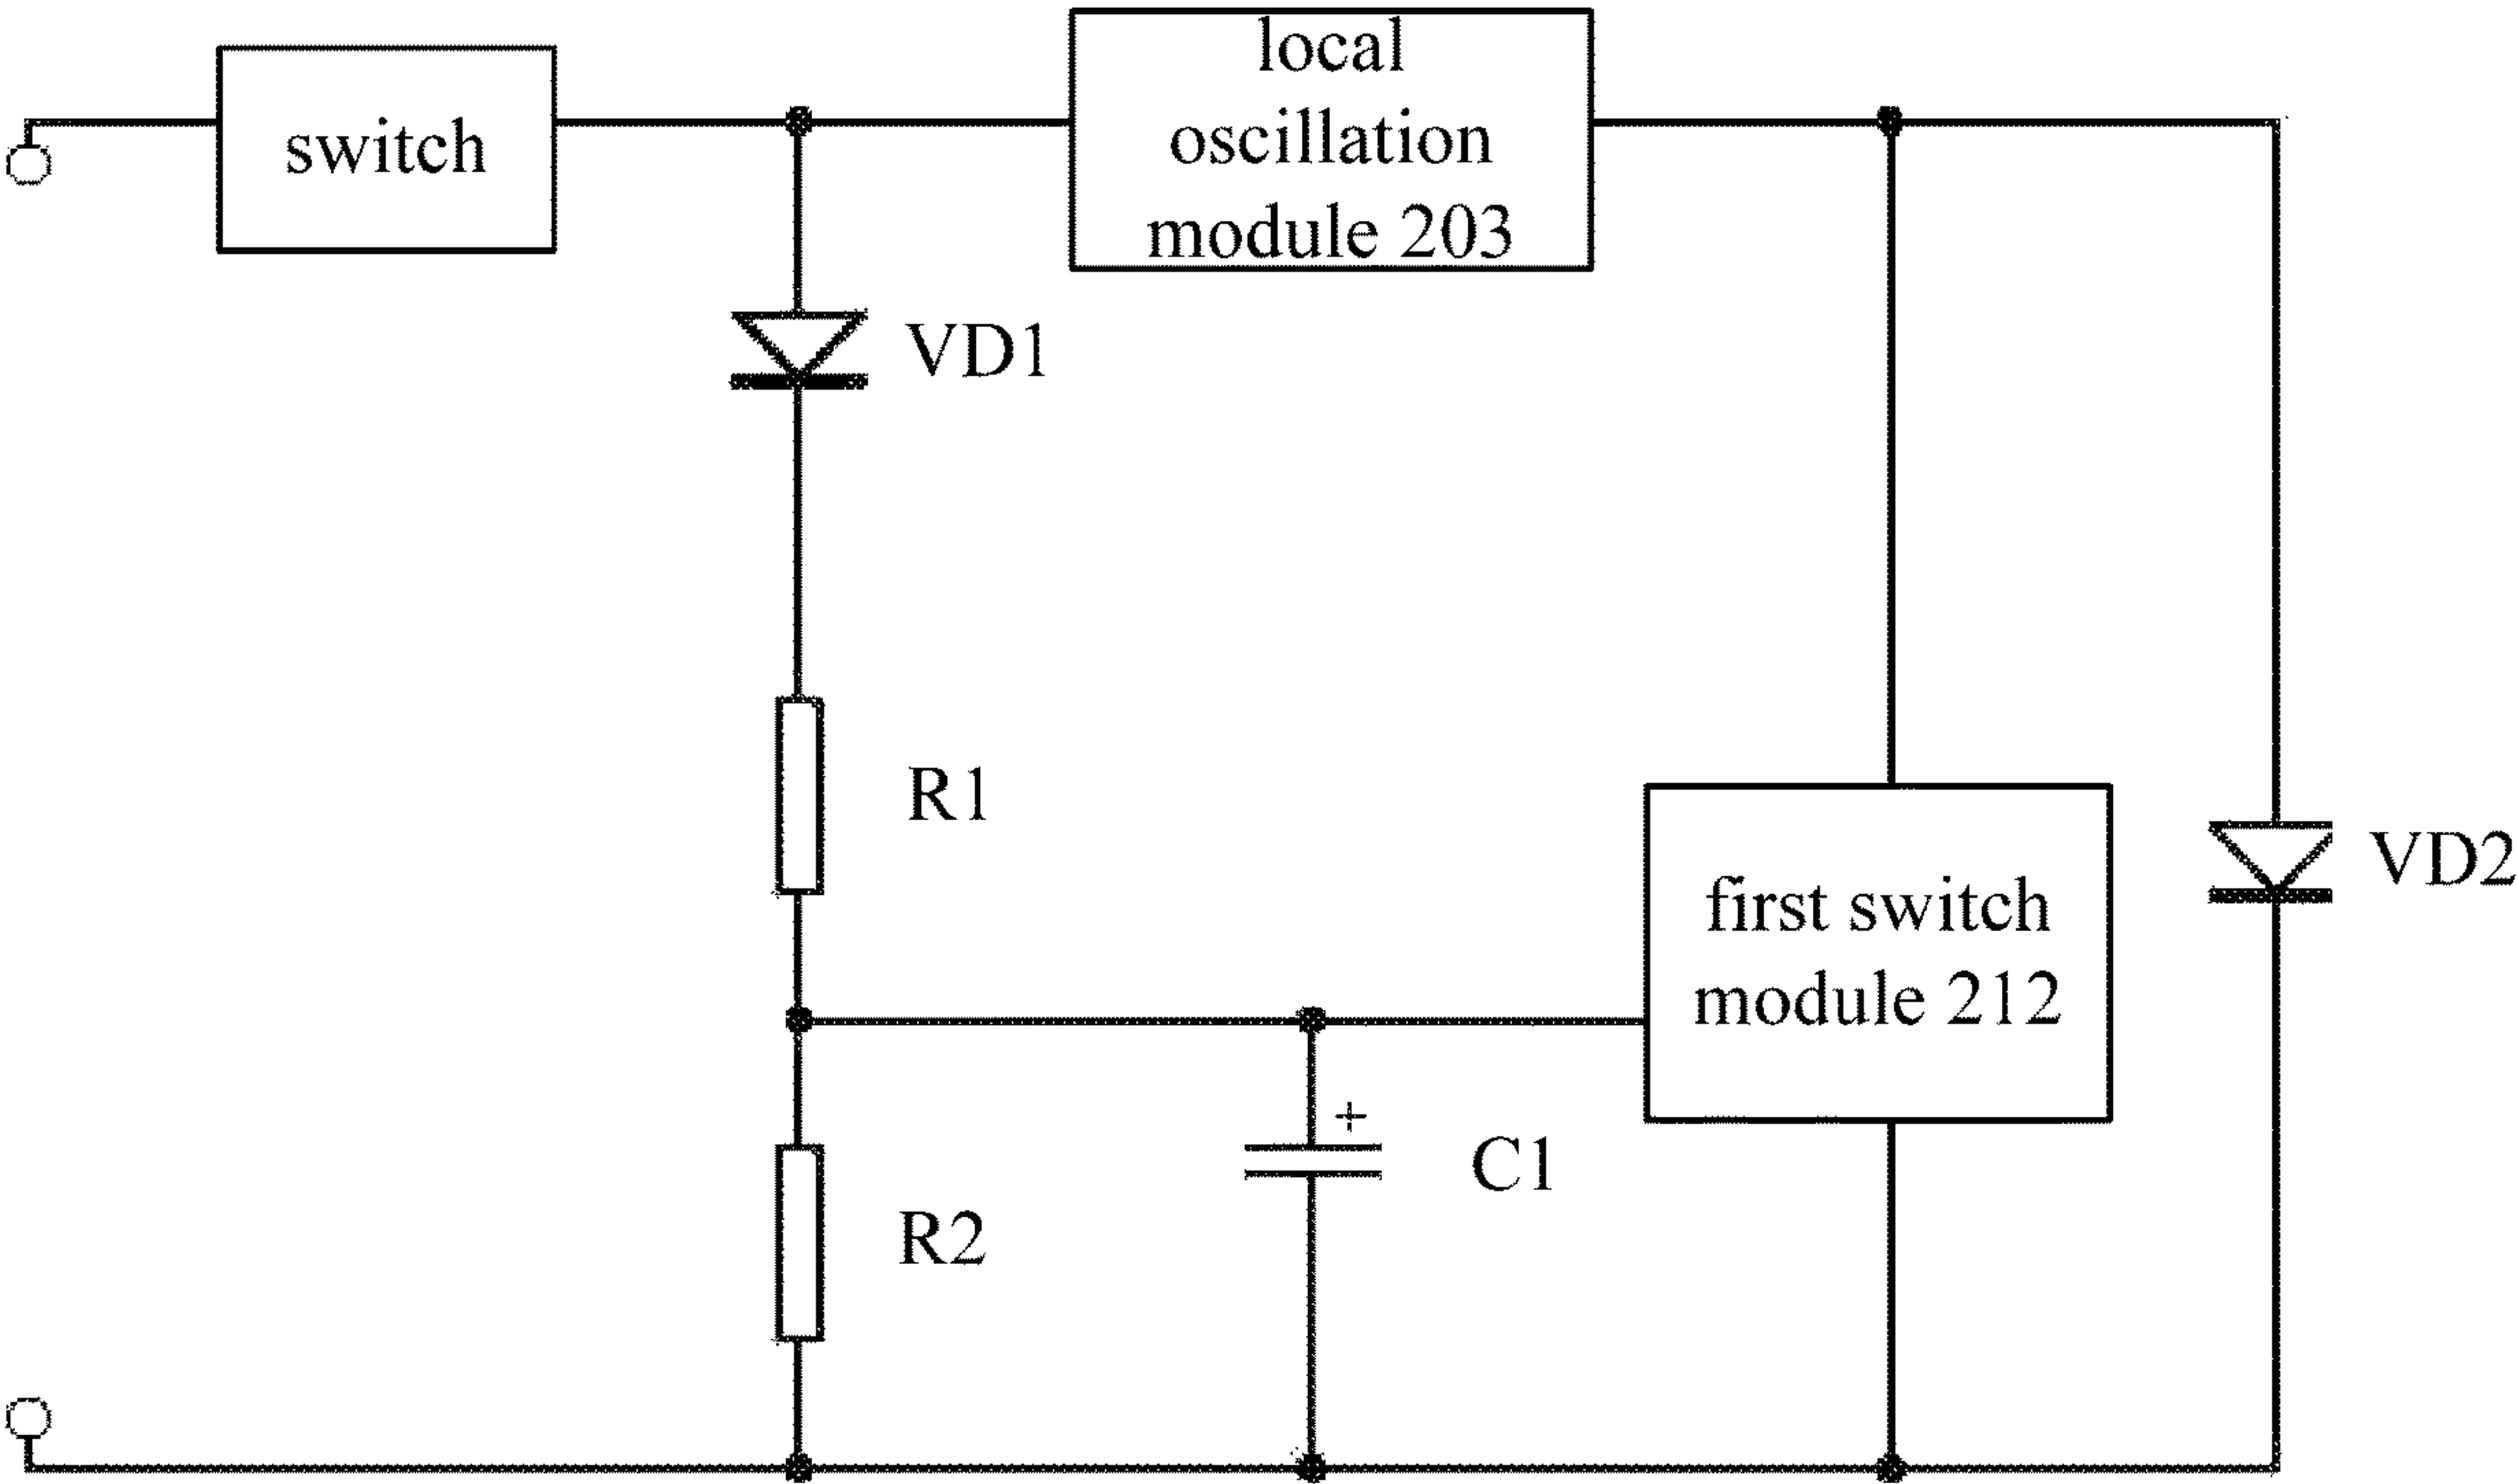 switch
local
oscillation
module 203
VD1
R1
first switch
module 212
VD2
+
C1
R2